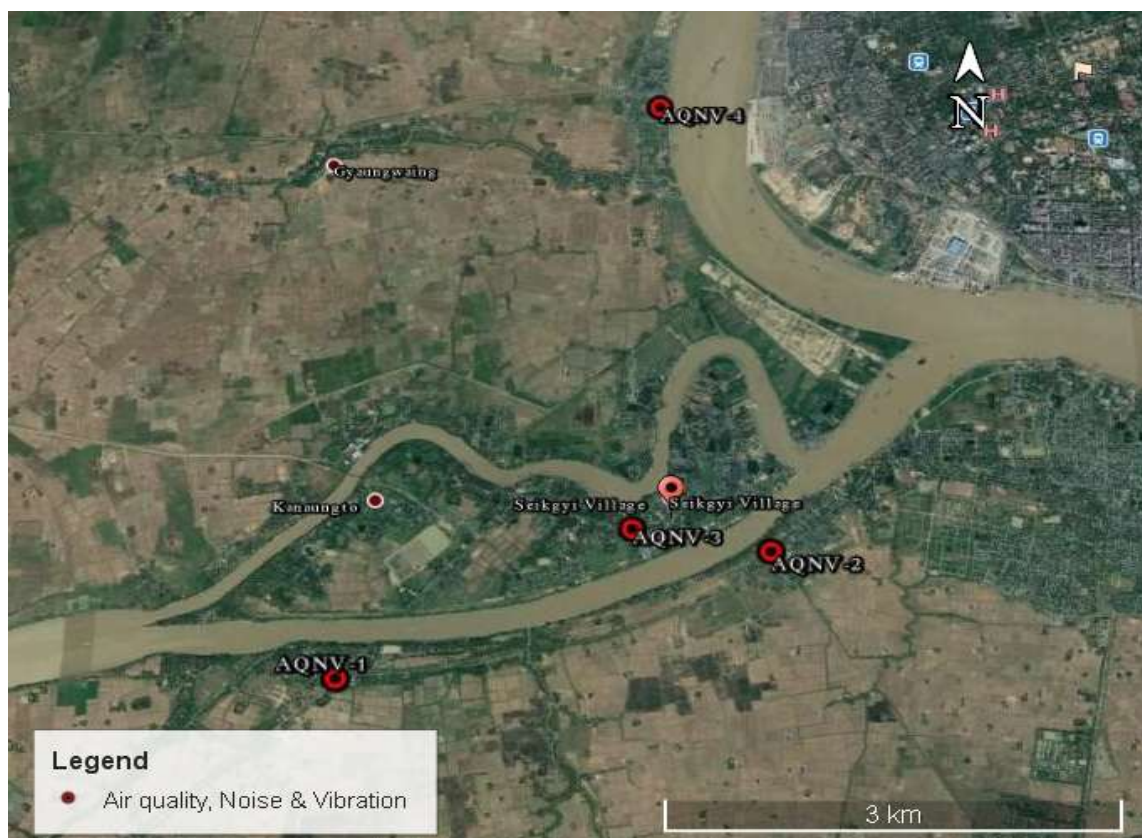 AQNV-4
N
H
H
Gyaungwaing
Kanaungto
Seikgyi Village
Seikgyi Village
AQNV-3
AQNV-2
AQNV-1
Legend
Air quality, Noise & Vibration
3 km